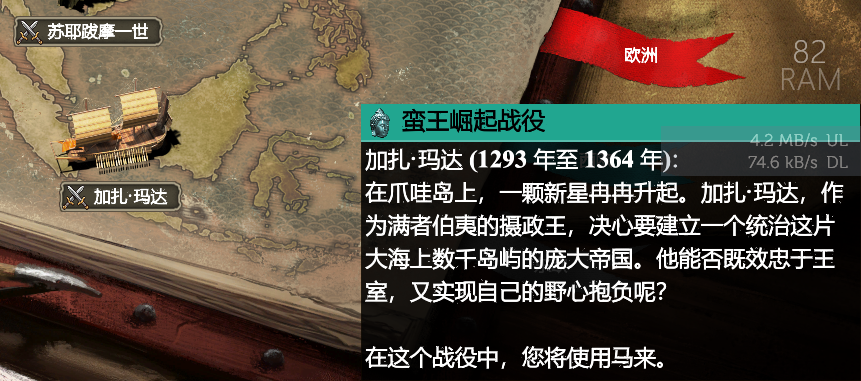 苏耶跋摩一世
欧洲
82
RAM
蛮王崛起战役
4.2 MB/s UL
74.6 kB/s DL
加扎·玛达 (1293 年至 1364 年):
在爪哇岛上，一颗新星冉冉升起。加扎·玛达，作
为满者伯夷的摄政王，决心要建立一个统治这片
大海上数千岛屿的庞大帝国。他能否既效忠于王
室，又实现自己的野心抱负呢？
在这个战役中，您将使用马来。
加扎·玛达